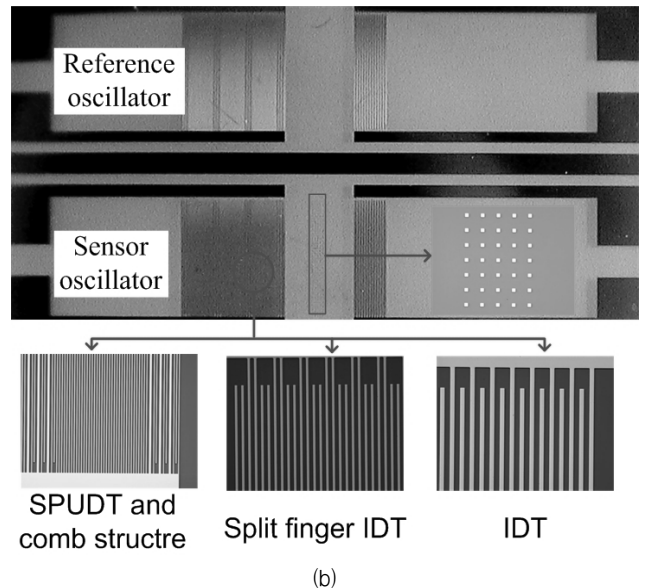 Reference
oscillator
Sensor
oscillator
SPUDT and
comb structre
Split finger IDT
IDT
(b)